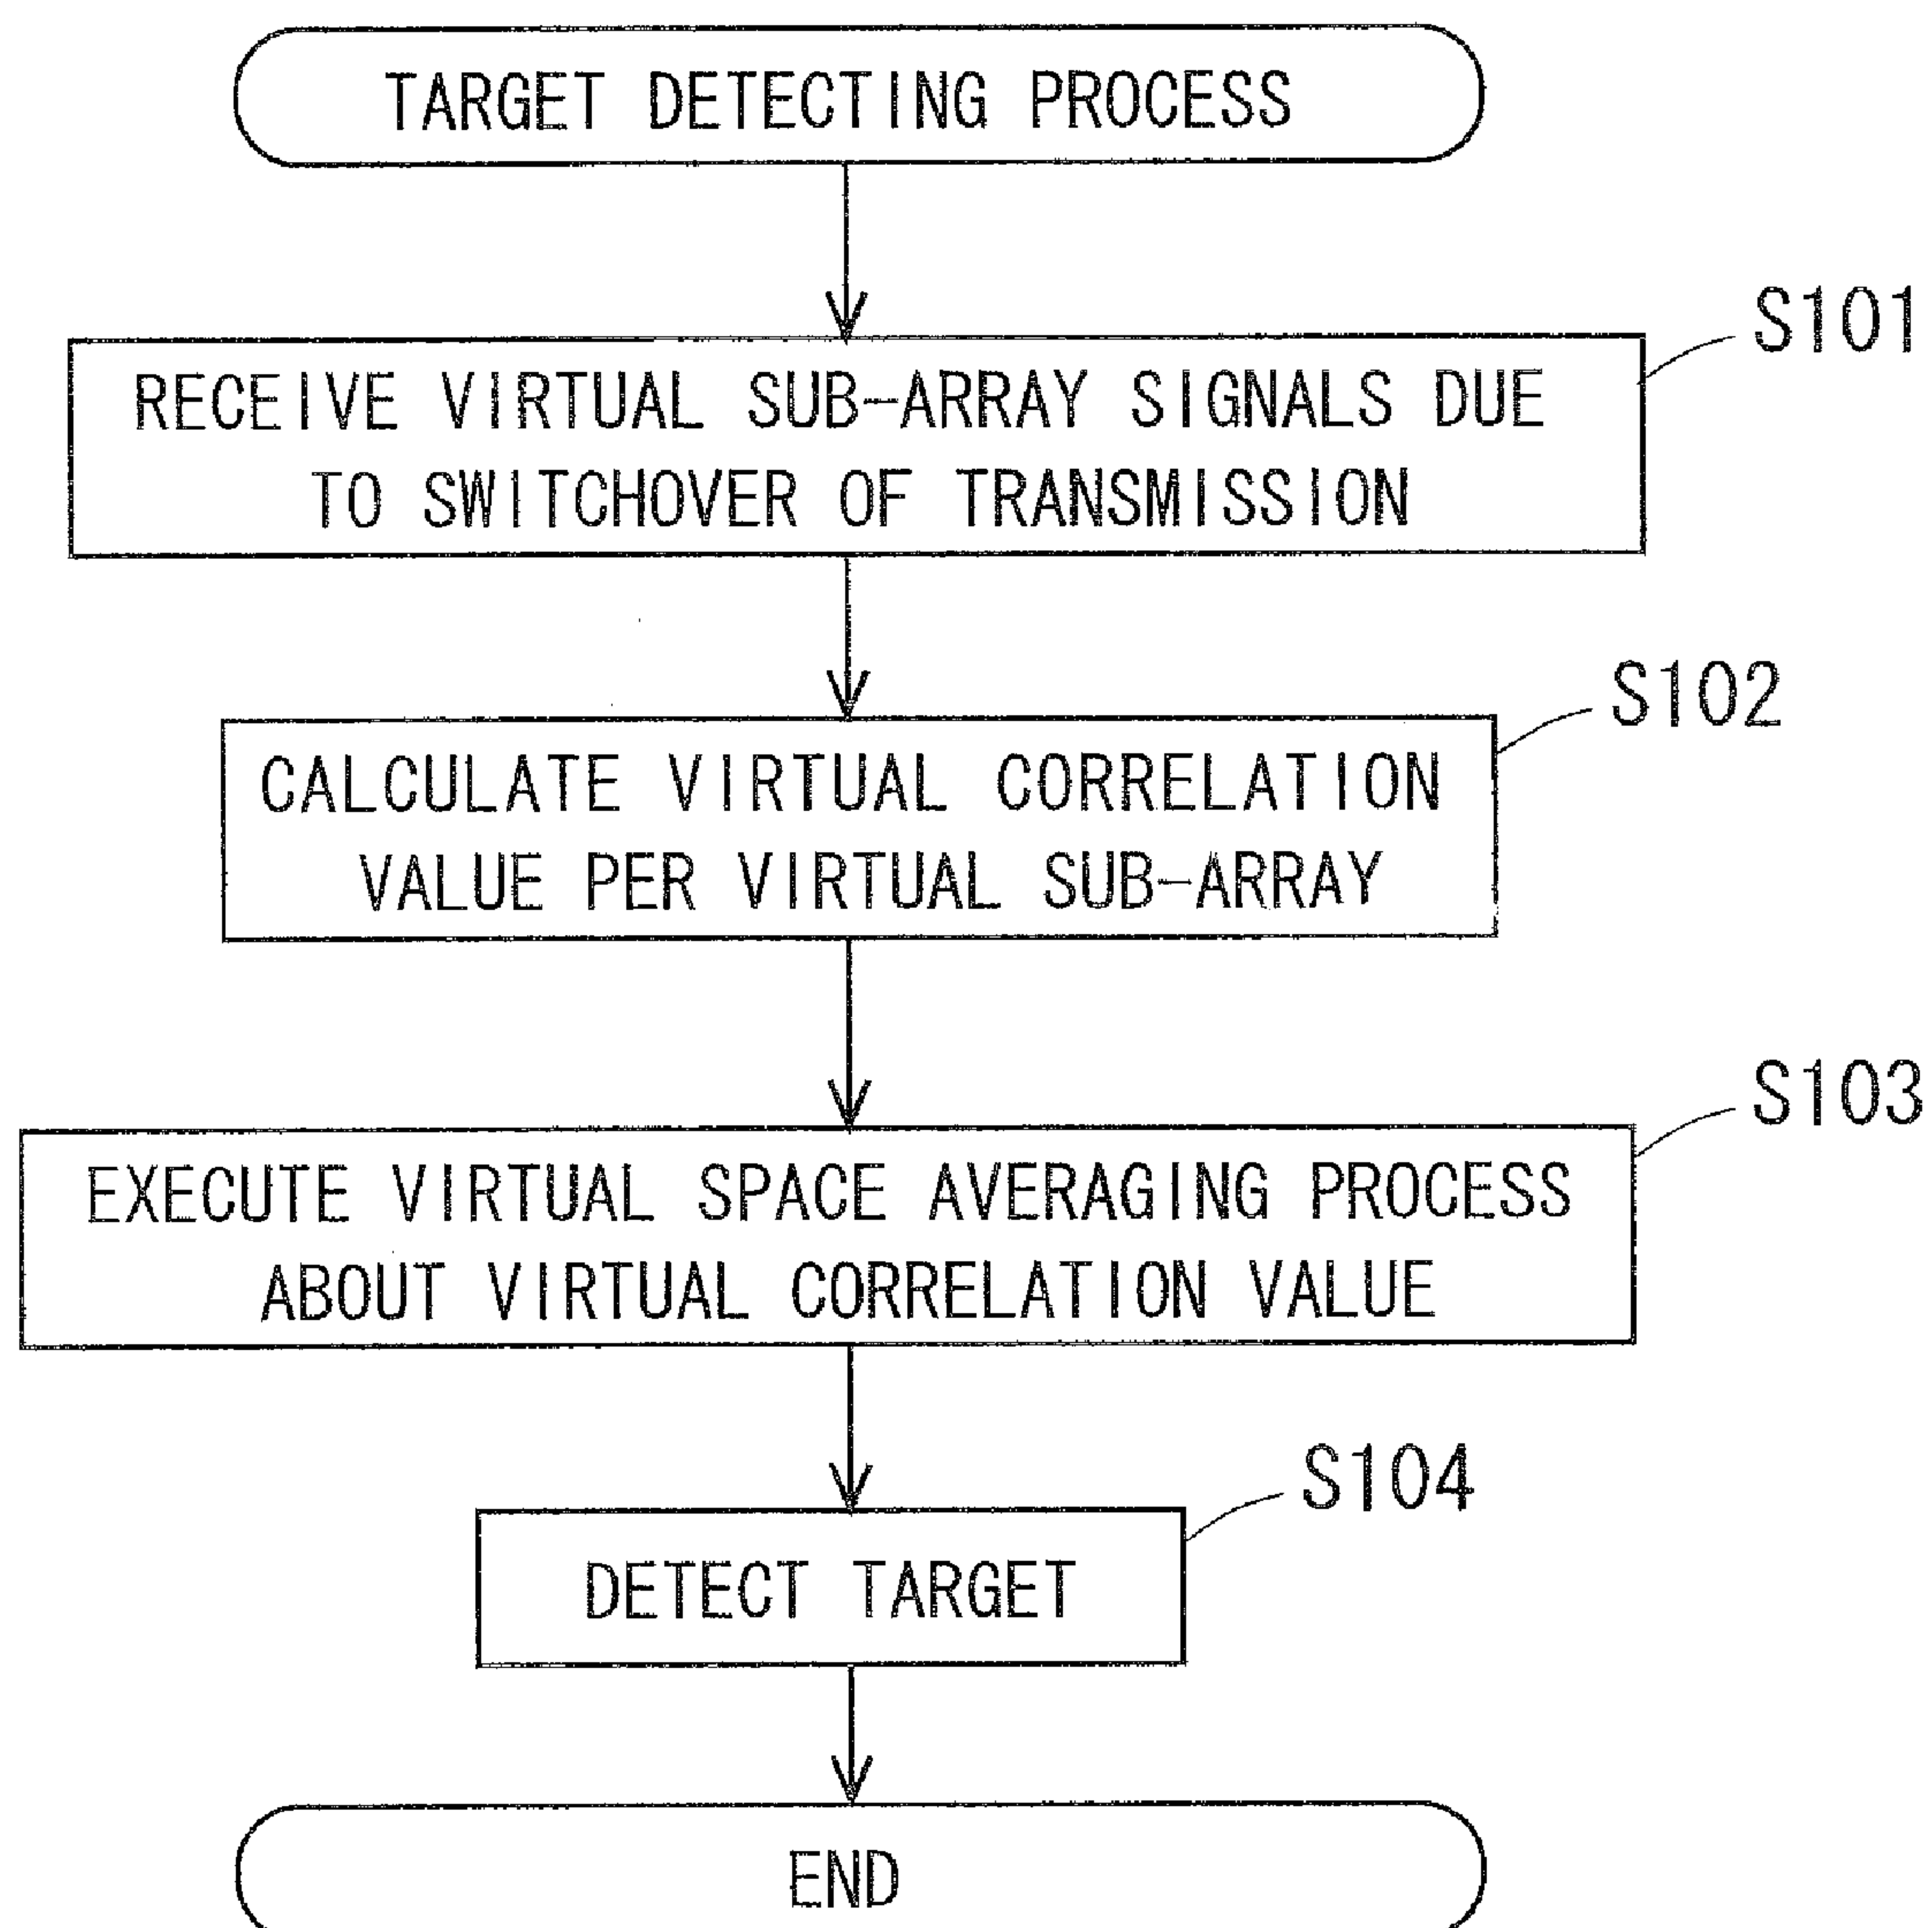 TARGET DETECTING PROCESS
S101
RECEIVE VIRTUAL SUB-ARRAY SIGNALS DUE
TO SWITCHOVER OF TRANSMISSION
S102
CALCULATE VIRTUAL CORRELATION
VALUE PER VIRTUAL SUB-ARRAY
S103
EXECUTE VIRTUAL SPACE AVERAGING PROCESS
ABOUT VIRTUAL CORRELATION VALUE
S104
DETECT TARGET
END